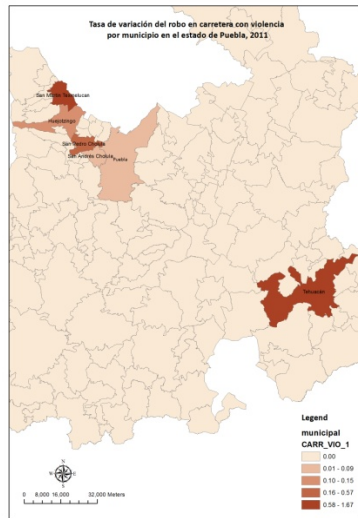 Tasa de variación del robo en carretera con violencia
por municipio en el estado de Puebla, 2011
San Martín Texmelucan
Huejotzingo
San Pedro Cholula
San Andrés Cholula
Puebla
Tehuacán
Legend
municipal
CARR_VIO_1
0.00
0.01 - 0.09
0.10 - 0.15
0.16 - 0.57
0.58 - 1.67
N
W E
S
0 8,000 16,000 32,000 Meters